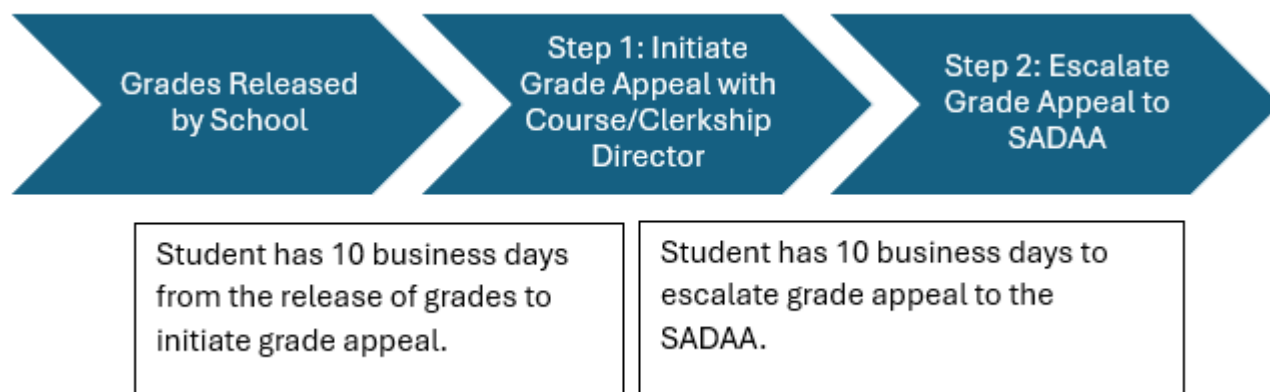 Grades Released
by School
Step 1: Initiate
Grade Appeal with
Course/Clerkship
Director
Step 2: Escalate
Grade Appeal to
SADAA
Student has 10 business days
from the release of grades to
initiate grade appeal.
Student has 10 business days to
escalate grade appeal to the
SADAA.